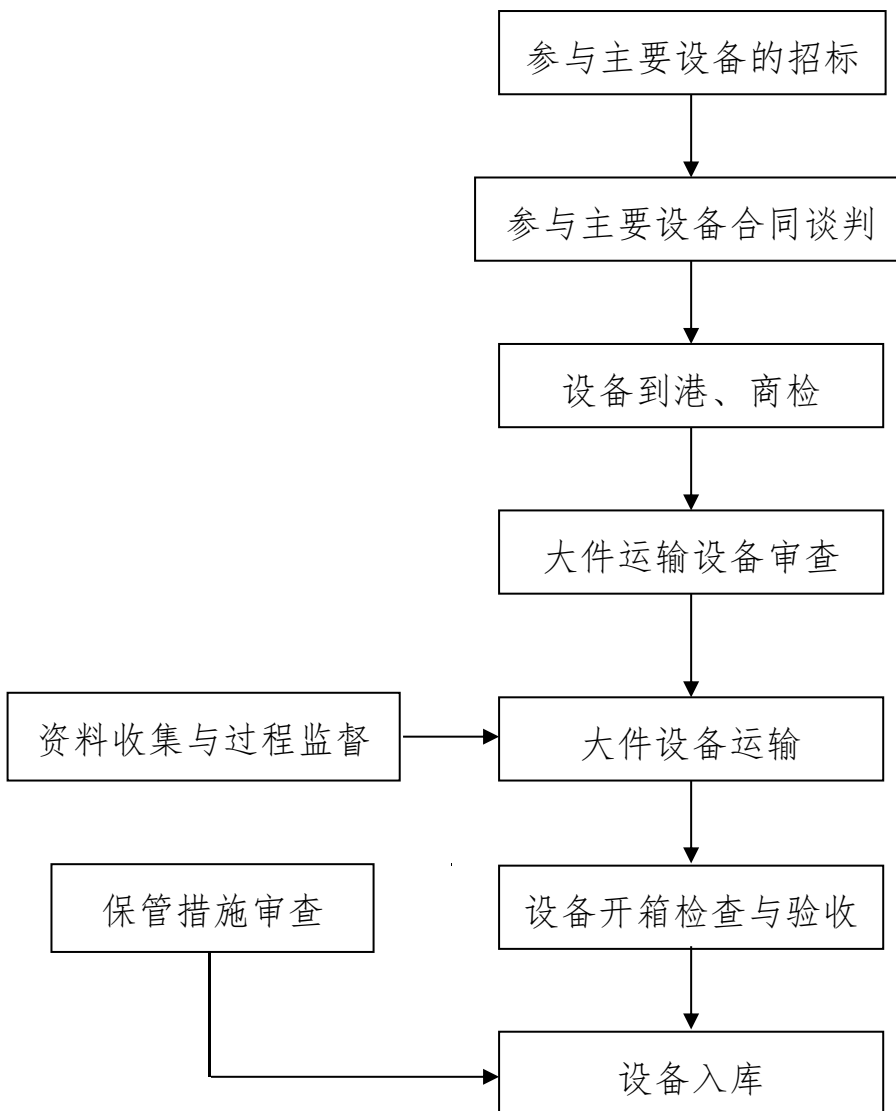 参与主要设备的招标
参与主要设备合同谈判
设备到港、商检
大件运输设备审查
资料收集与过程监督
大件设备运输
保管措施审查
设备开箱检查与验收
设备入库